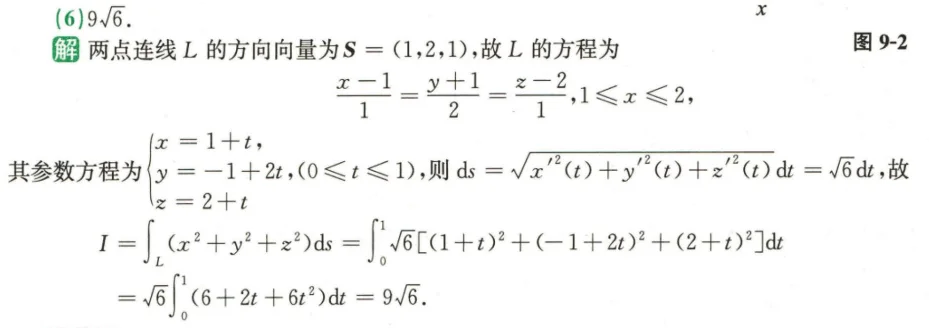 (6) 9√6.
x
解 两点连线 L 的方向向量为 S = (1,2,1),故 L 的方程为
图 9-2
(x−1)/1 = (y+1)/2 = (z−2)/1, 1 ⩽ x ⩽ 2,
其参数方程为 { x = 1+t, y = −1+2t, z = 2+t (0 ⩽ t ⩽ 1),则 ds = √(x′²(t)+y′²(t)+z′²(t)) dt = √6 dt,故
I = ∫_L (x²+y²+z²)ds = ∫₀¹ √6[(1+t)²+(−1+2t)²+(2+t)²]dt
= √6 ∫₀¹ (6+2t+6t²)dt = 9√6.